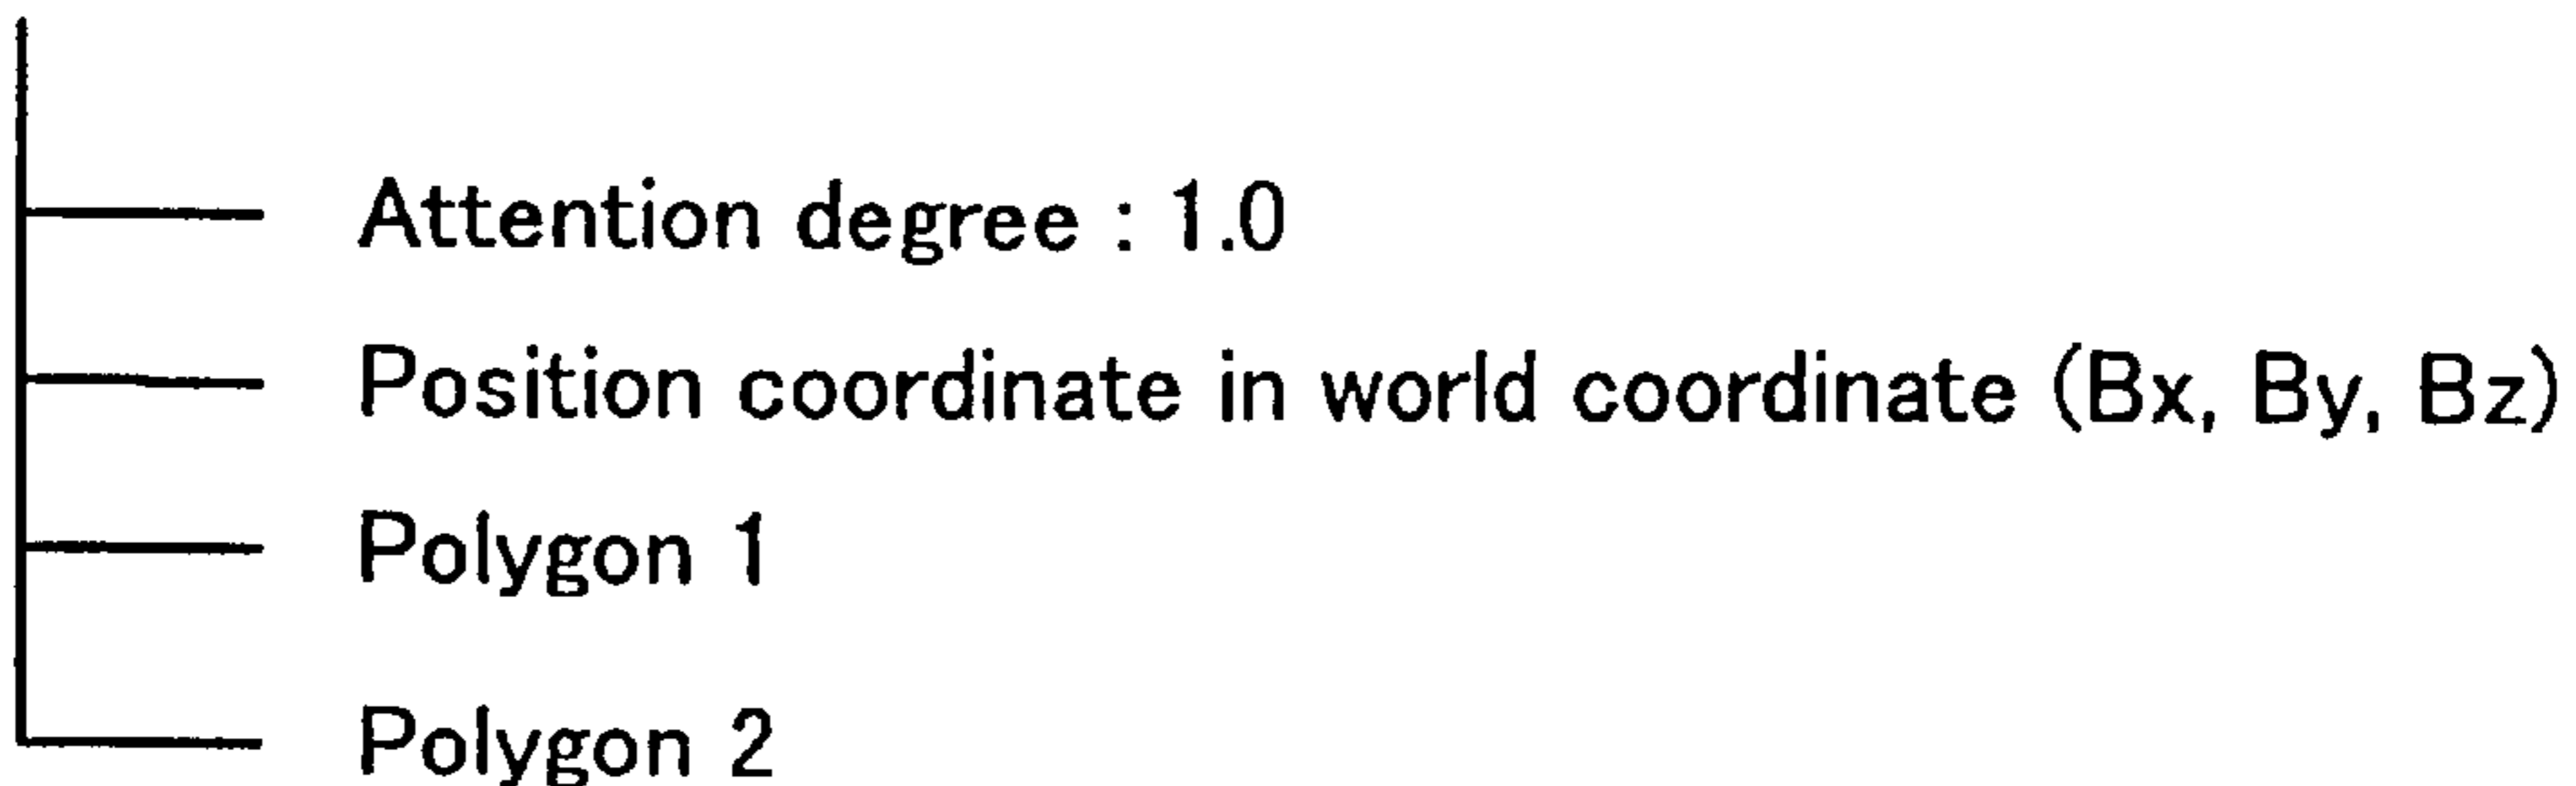 Attention degree : 1.0
Position coordinate in world coordinate (Bx, By, Bz)
Polygon 1
Polygon 2